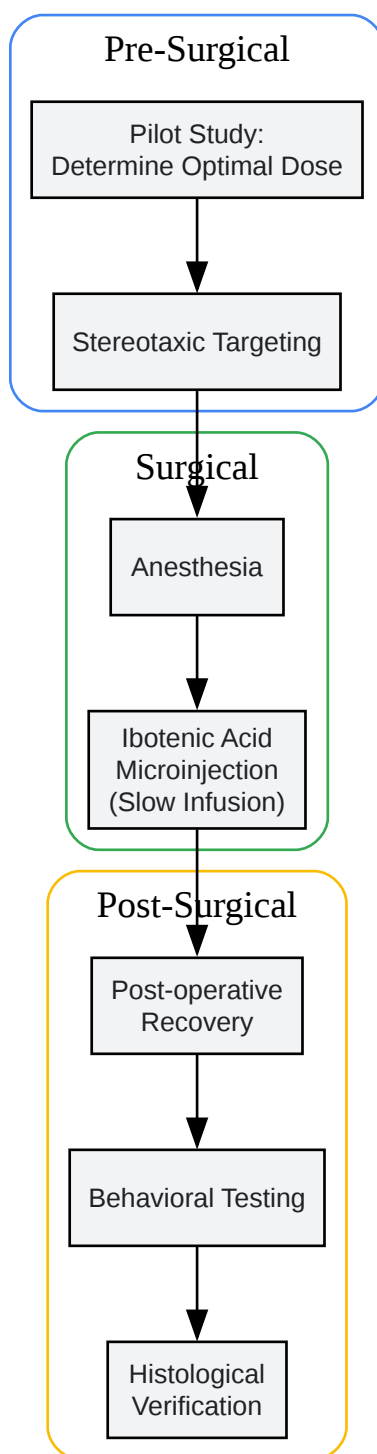 Pre-Surgical
Pilot Study:
Determine Optimal Dose
Stereotaxic Targeting
Surgical
Anesthesia
Ibotenic Acid
Microinjection
(Slow Infusion)
Post-Surgical
Post-operative
Recovery
Behavioral Testing
Histological
Verification